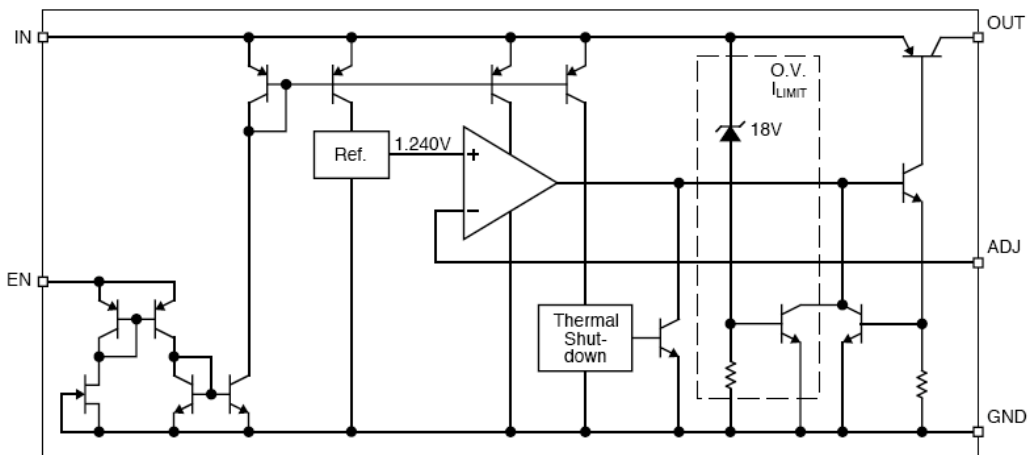 IN
OUT
O.V.
ILIMIT
18V
Ref.
1.240V
+
−
ADJ
EN
Thermal
Shut-
down
GND